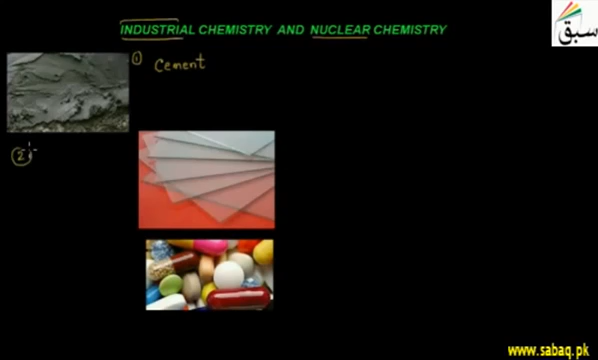 INDUSTRIAL CHEMISTRY AND NUCLEAR CHEMISTRY
سبق
① Cement
②
www.sabaq.pk